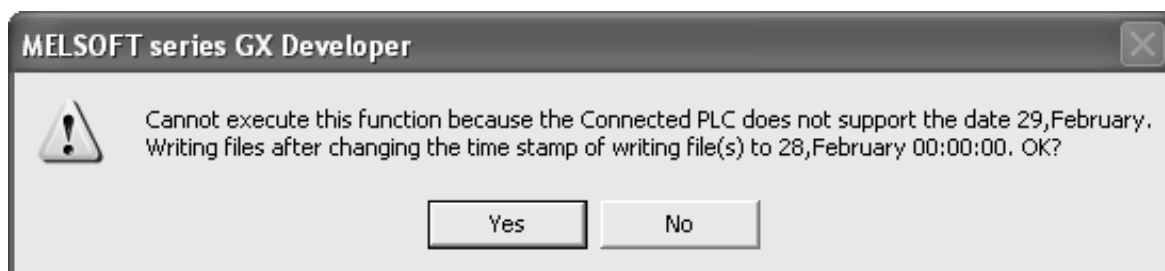 MELSOFT series GX Developer
Cannot execute this function because the Connected PLC does not support the date 29,February.
Writing files after changing the time stamp of writing file(s) to 28,February 00:00:00. OK?
Yes No